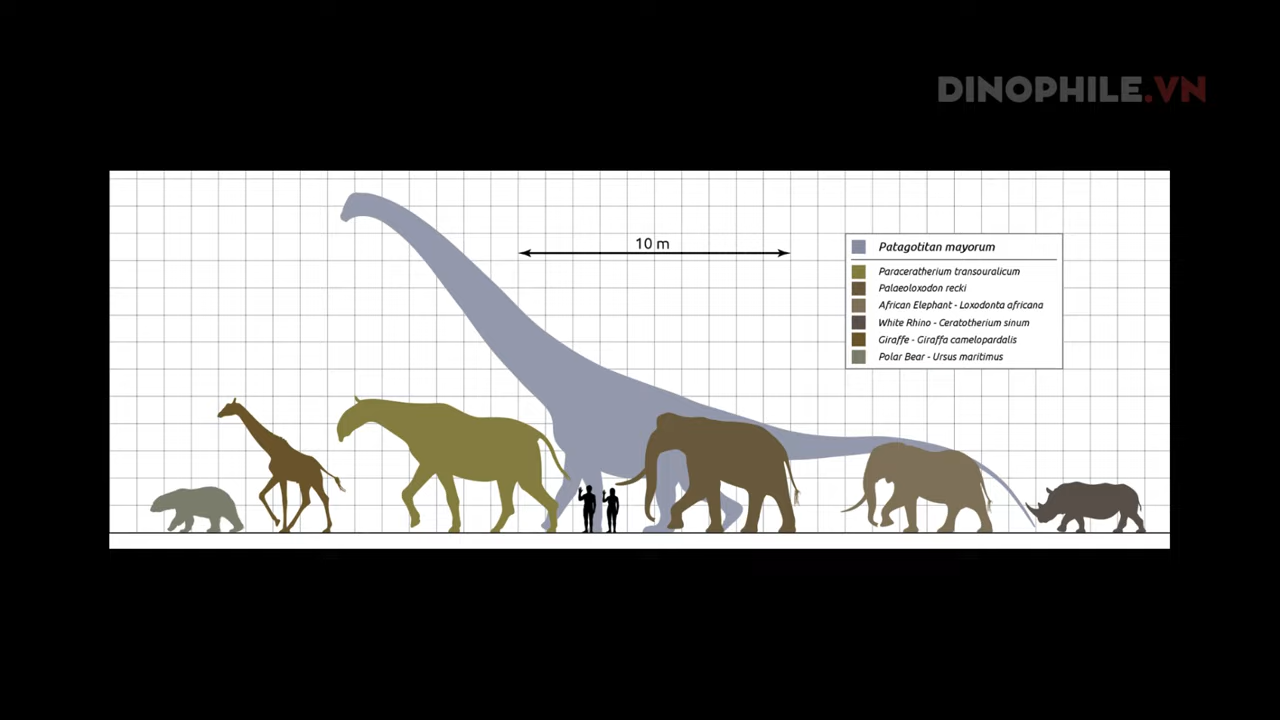 DINOPHILE.VN
10 m
Patagotitan mayorum
Paraceratherium transouralicum
Palaeoloxodon recki
African Elephant - Loxodonta africana
White Rhino - Ceratotherium sinum
Giraffe - Giraffa camelopardalis
Polar Bear - Ursus maritimus